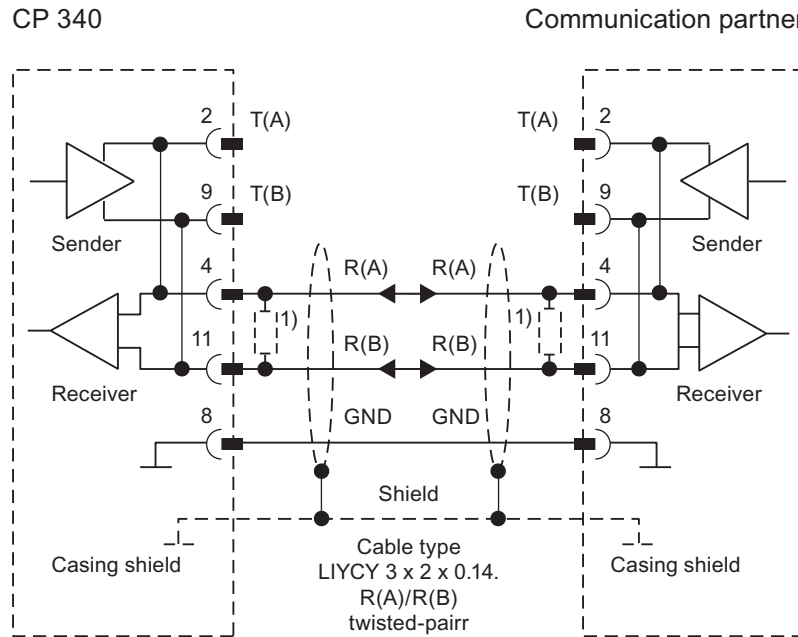 CP 340
Communication partner
2 T(A) T(A) 2
9 T(B) T(B) 9
Sender Sender
4 R(A) R(A) 4
1) 1)
11 R(B) R(B) 11
Receiver Receiver
8 GND GND 8
Shield
Casing shield Casing shield
Cable type
LIYCY 3 x 2 x 0.14.
R(A)/R(B)
twisted-pairr